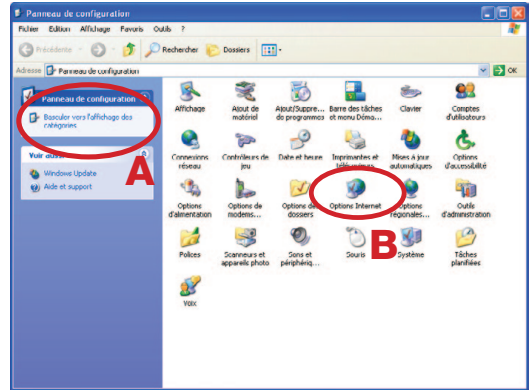 Panneau de configuration
Fichier Edition Affichage Favoris Outils ?
Précédente Rechercher Dossiers
Adresse Panneau de configuration OK
Panneau de configuration
Basculer vers l'affichage des
catégories
A
Voir aussi
Windows Update
Aide et support
Affichage
Ajout de
matériel
Ajout/Suppre...
de programmes
Barre des tâches
et menu Déma...
Clavier
Comptes
d'utilisateurs
Connexions
réseau
Contrôleurs de
jeu
Date et heure
Imprimantes et
télécopieurs
Mises à jour
automatiques
Options
d'accessibilité
Options
d'alimentation
Options de
modems...
Options des
dossiers
Options Internet
Options
régionales...
Outils
d'administration
B
Polices
Scanneurs et
appareils photo
Sons et
périphériq...
Souris
Système
Tâches
planifiées
Voix